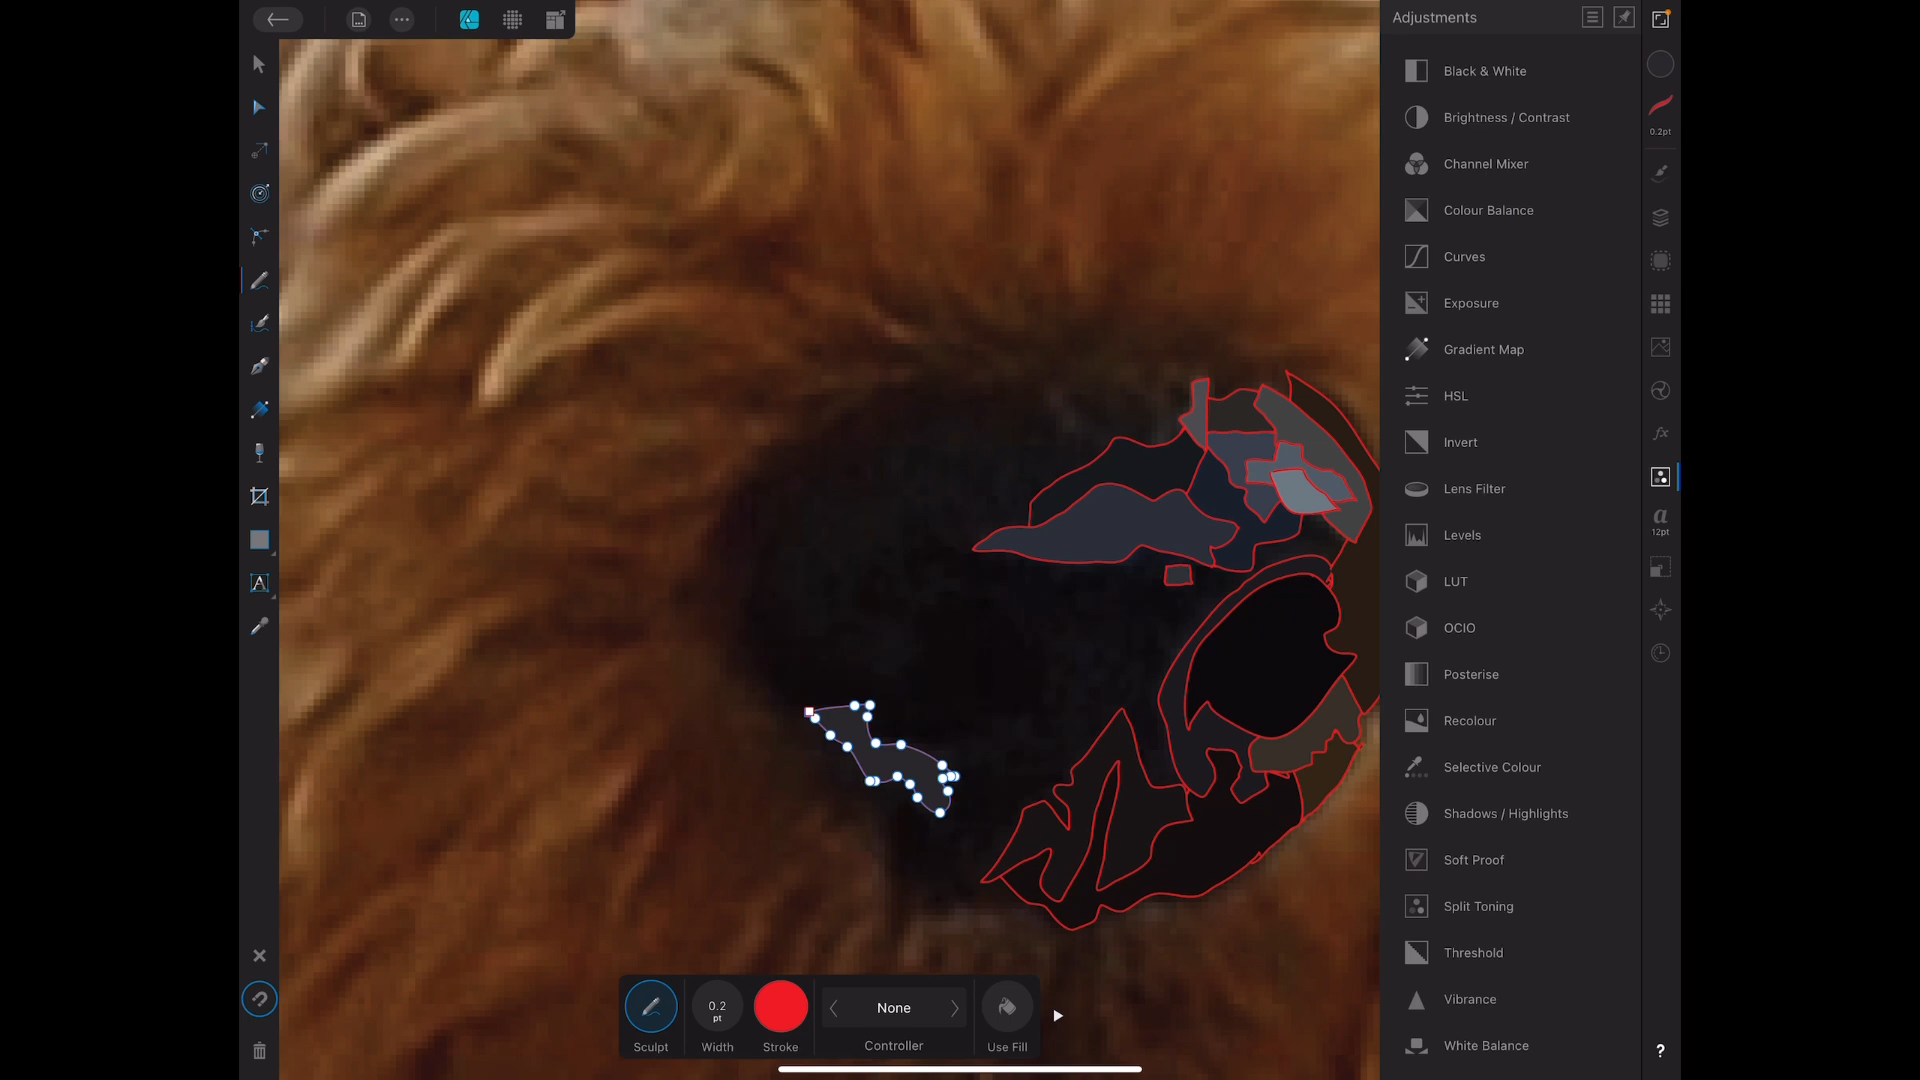 Adjustments
Black & White
Brightness / Contrast
Channel Mixer
Colour Balance
Curves
Exposure
Gradient Map
HSL
Invert
Lens Filter
Levels
LUT
OCIO
Posterise
Recolour
Selective Colour
Shadows / Highlights
Soft Proof
Split Toning
Threshold
Vibrance
White Balance
0.2pt
fx
a
12pt
?
A
0.2
pt
None
Sculpt
Width
Stroke
Controller
Use Fill